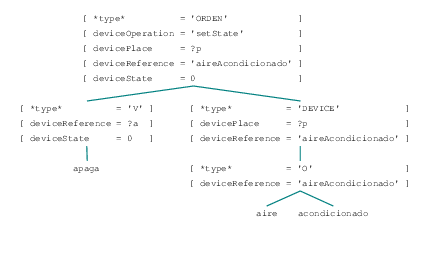 [ *type* = 'ORDEN' ]
[ deviceOperation = 'setState' ]
[ devicePlace = ?p ]
[ deviceReference = 'aireAcondicionado' ]
[ deviceState = 0 ]
[ *type* = 'V' ]
[ deviceReference = ?a ]
[ deviceState = 0 ]
apaga
[ *type* = 'DEVICE' ]
[ devicePlace = ?p ]
[ deviceReference = 'aireAcondicionado' ]
[ *type* = 'O' ]
[ deviceReference = 'aireAcondicionado' ]
aire acondicionado